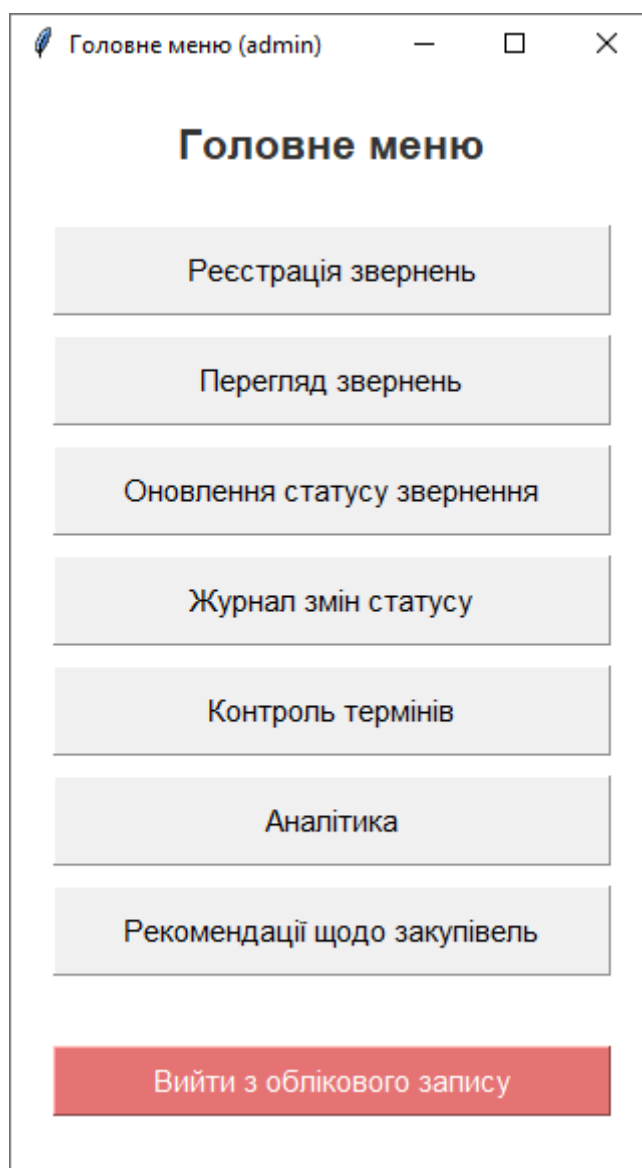 Головне меню (admin)
Головне меню
Реєстрація звернень
Перегляд звернень
Оновлення статусу звернення
Журнал змін статусу
Контроль термінів
Аналітика
Рекомендації щодо закупівель
Вийти з облікового запису